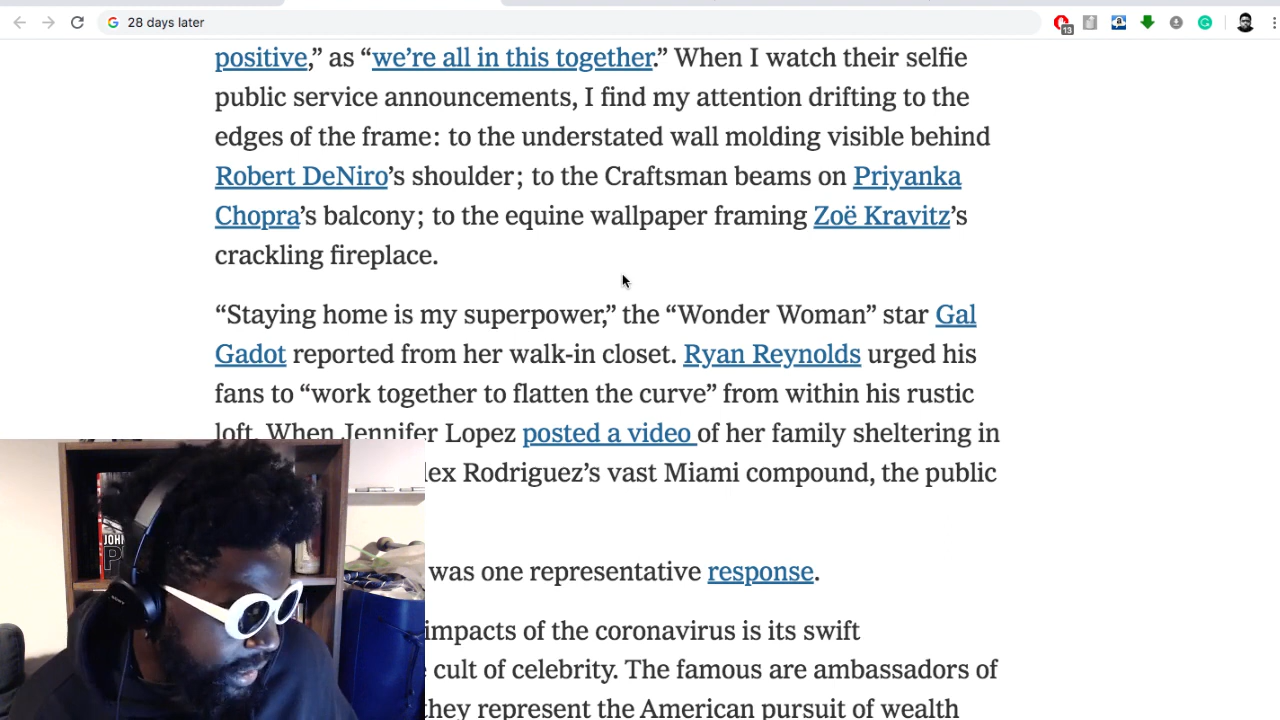 28 days later
13
positive,” as “we’re all in this together.” When I watch their selfie
public service announcements, I find my attention drifting to the
edges of the frame: to the understated wall molding visible behind
Robert DeNiro’s shoulder; to the Craftsman beams on Priyanka
Chopra’s balcony; to the equine wallpaper framing Zoë Kravitz’s
crackling fireplace.
“Staying home is my superpower,” the “Wonder Woman” star Gal
Gadot reported from her walk-in closet. Ryan Reynolds urged his
fans to “work together to flatten the curve” from within his rustic
loft. When Jennifer Lopez posted a video of her family sheltering in
lex Rodriguez’s vast Miami compound, the public
was one representative response.
impacts of the coronavirus is its swift
cult of celebrity. The famous are ambassadors of
they represent the American pursuit of wealth
JOHN
SONY